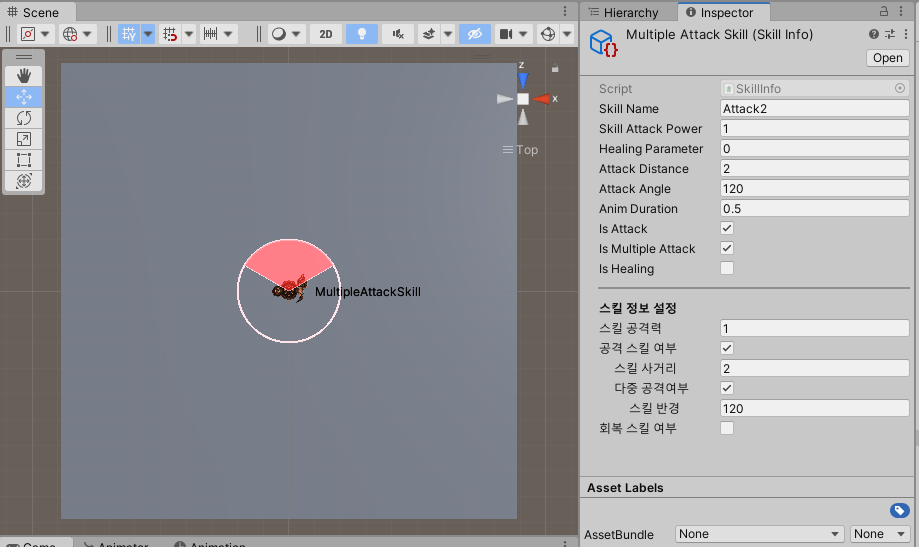 Scene
Hierarchy
Inspector
2D
Multiple Attack Skill (Skill Info)
Open
z
x
Top
Script
SkillInfo
Skill Name
Attack2
Skill Attack Power
1
Healing Parameter
0
Attack Distance
2
Attack Angle
120
Anim Duration
0.5
Is Attack
Is Multiple Attack
Is Healing
MultipleAttackSkill
스킬 정보 설정
스킬 공격력
1
공격 스킬 여부
스킬 사거리
2
다중 공격여부
스킬 반경
120
회복 스킬 여부
Asset Labels
AssetBundle
None
None
Game
Animator
Animation